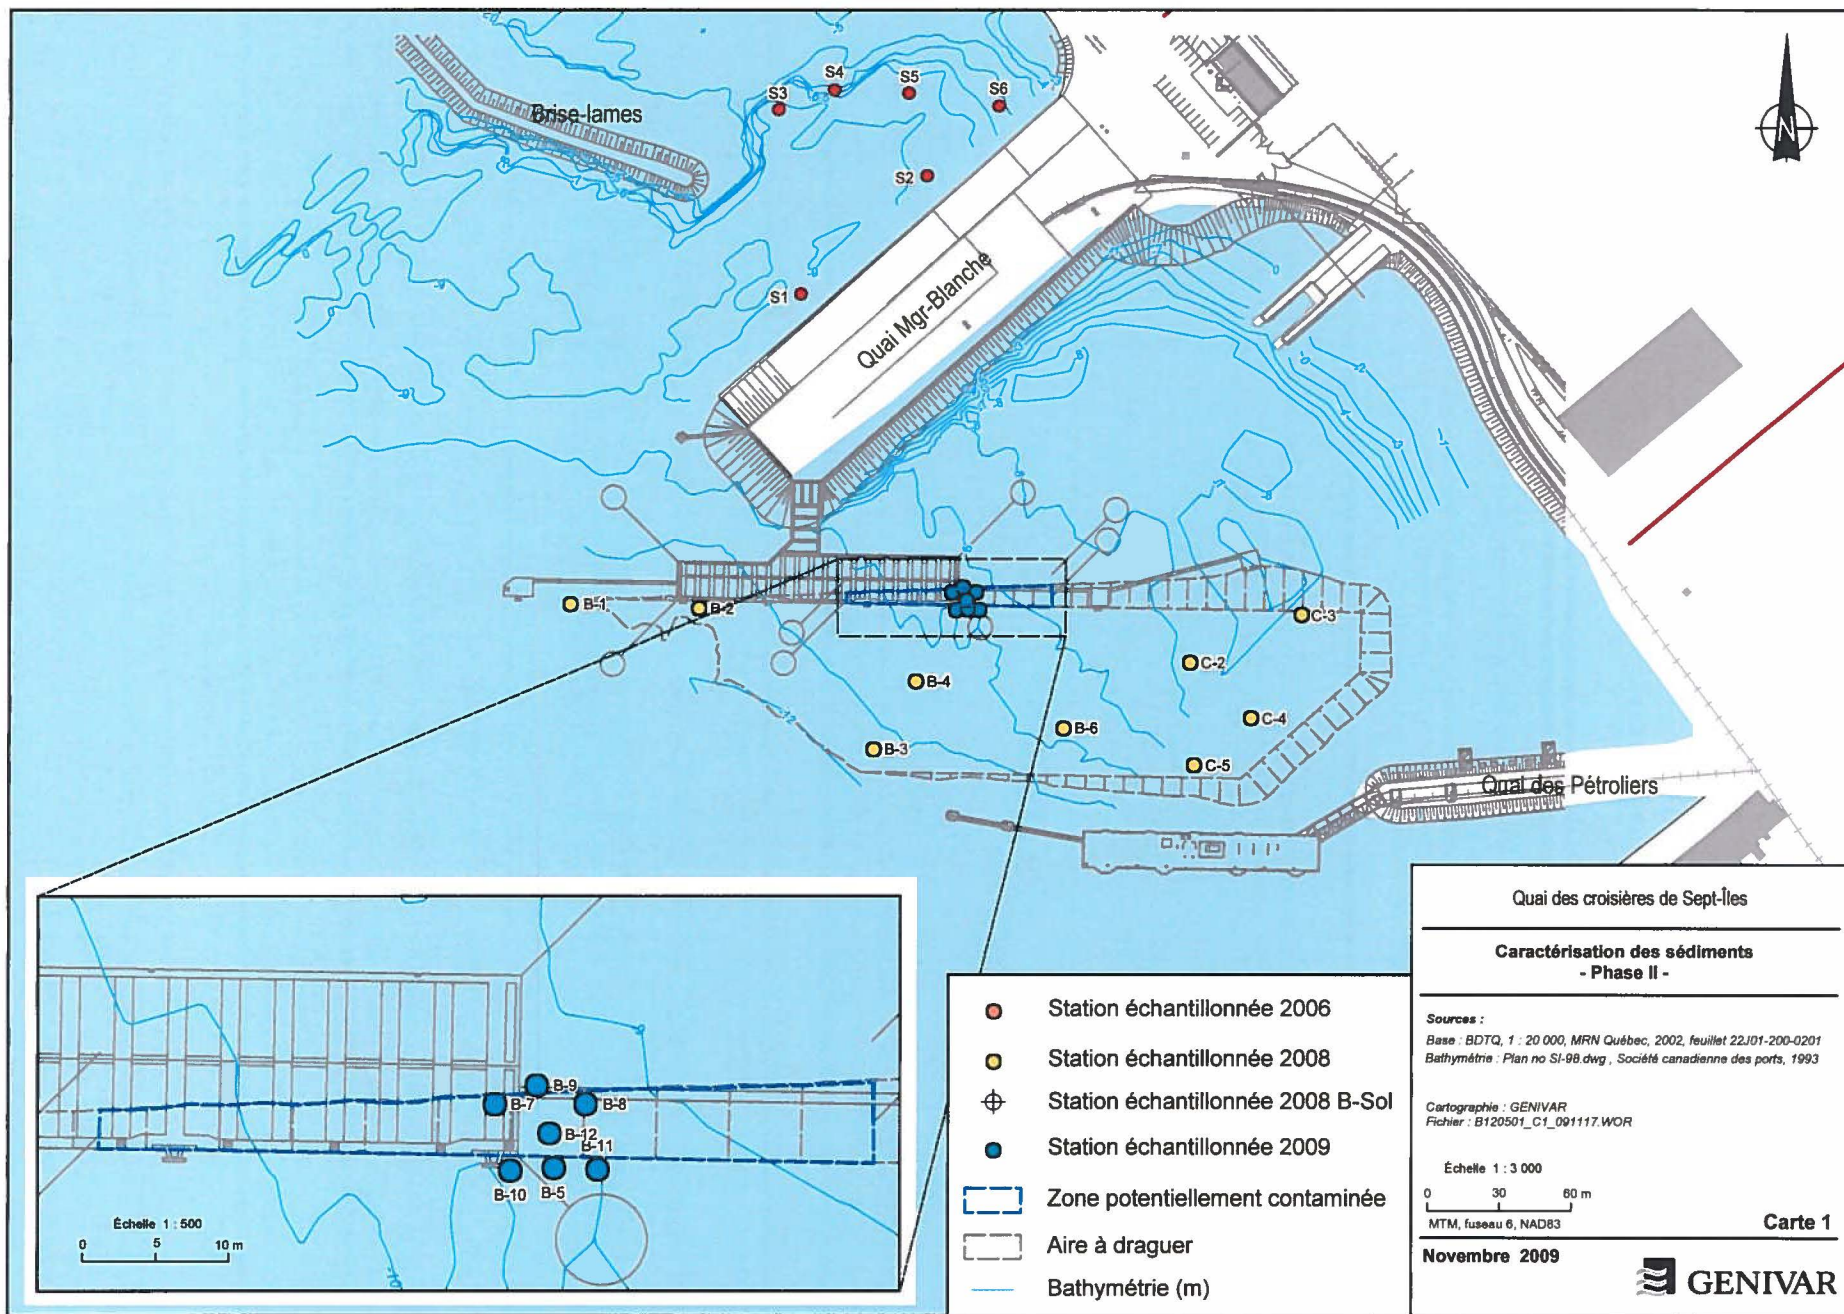 S3
S4
S5
S6
Brise-lames
S2
N
S1
Quai Mgr-Blanche
B-1
B-2
C-3
C-2
B-4
C-4
B-6
B-3
C-5
-12
Quai des Pétroliers
B-9
B-7
B-8
B-12
B-11
B-10
B-5
Échelle 1 : 500
0 5 10 m
-10
Station échantillonnée 2006
Station échantillonnée 2008
Station échantillonnée 2008 B-Sol
Station échantillonnée 2009
Zone potentiellement contaminée
Aire à draguer
Bathymétrie (m)
Quai des croisières de Sept-Îles
Caractérisation des sédiments
- Phase II -
Sources :
Base : BDTQ, 1 : 20 000, MRN Québec, 2002, feuillet 22J01-200-0201
Bathymétrie : Plan no SI-98.dwg , Société canadienne des ports, 1993
Cartographie : GENIVAR
Fichier : B120501_C1_091117.WOR
Échelle 1 : 3 000
0 30 60 m
MTM, fuseau 6, NAD83
Carte 1
Novembre 2009
GENIVAR